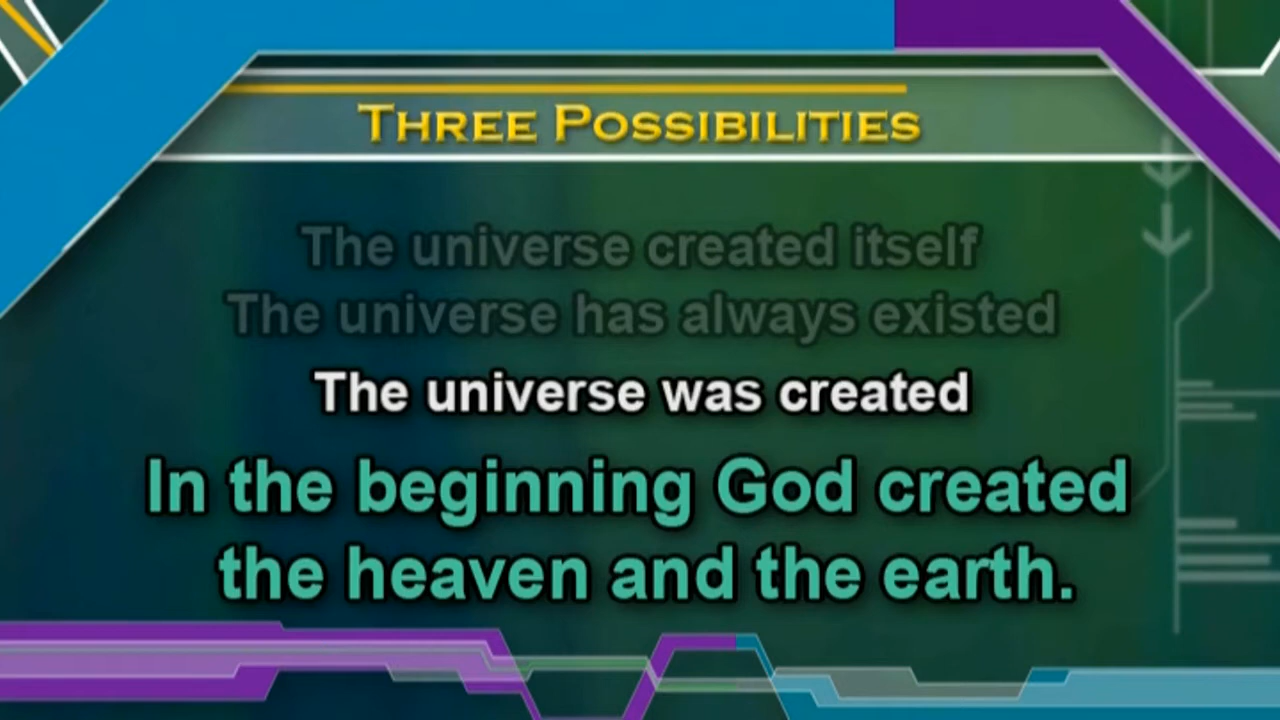 THREE POSSIBILITIES
The universe created itself
The universe has always existed
The universe was created
In the beginning God created
the heaven and the earth.